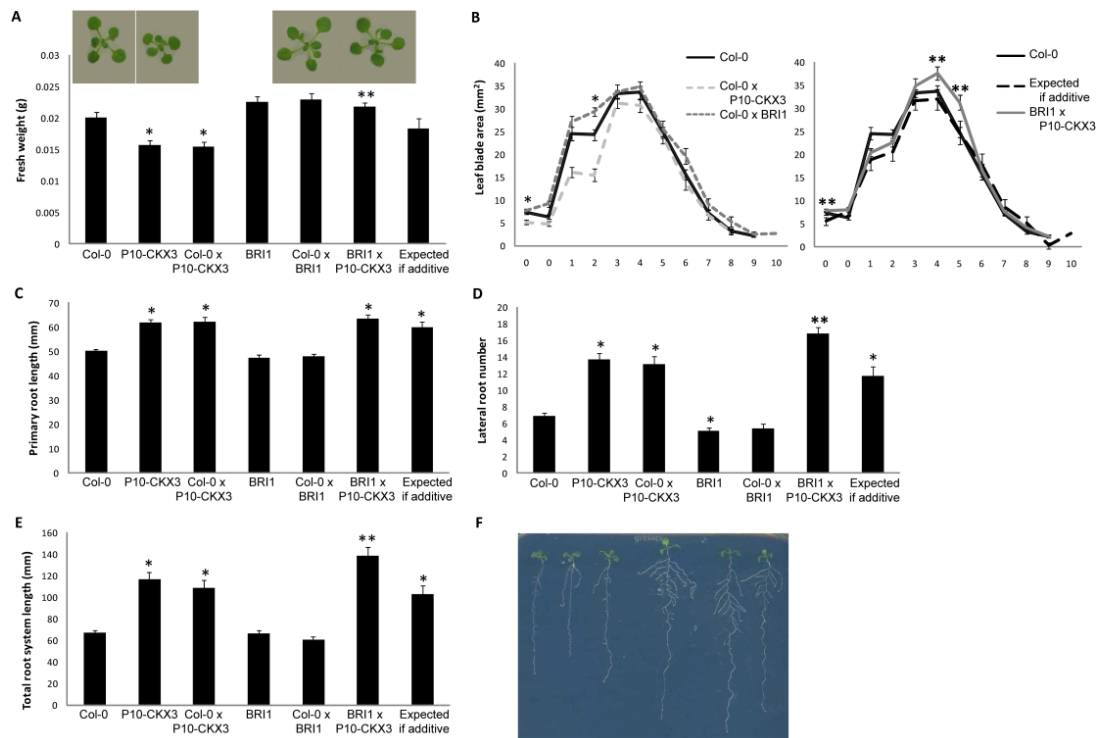 A
0.03
0.025
0.02
0.015
0.01
0.005
0
Fresh weight (g)
*
*
**
Col-0
P10-CKX3
Col-0 x
P10-CKX3
BRI1
Col-0 x
BRI1
BRI1 x
P10-CKX3
Expected
if additive
B
40
35
30
25
20
15
10
5
0
Leaf blade area (mm²)
*
*
Col-0
Col-0 x
P10-CKX3
Col-0 x BRI1
0 0 1 2 3 4 5 6 7 8 9 10
40
35
30
25
20
15
10
5
0
**
**
**
Col-0
Expected
if additive
BRI1 x
P10-CKX3
0 0 1 2 3 4 5 6 7 8 9 10
C
70
60
50
40
30
20
10
0
Primary root length (mm)
*
*
*
*
Col-0
P10-CKX3
Col-0 x
P10-CKX3
BRI1
Col-0 x
BRI1
BRI1 x
P10-CKX3
Expected
if additive
D
20
18
16
14
12
10
8
6
4
2
0
Lateral root number
*
*
*
**
*
Col-0
P10-CKX3
Col-0 x
P10-CKX3
BRI1
Col-0 x
BRI1
BRI1 x
P10-CKX3
Expected
if additive
E
160
140
120
100
80
60
40
20
0
Total root system length (mm)
*
*
**
*
Col-0
P10-CKX3
Col-0 x
P10-CKX3
BRI1
Col-0 x
BRI1
BRI1 x
P10-CKX3
Expected
if additive
F